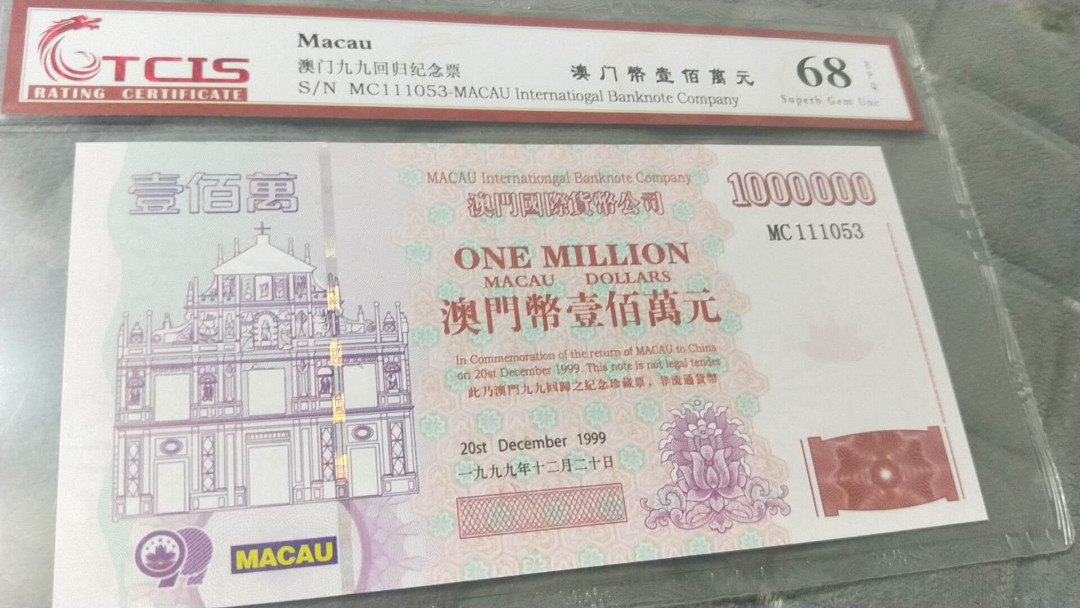 TCIS
RATING CERTIFICATE
Macau
澳门九九回归纪念票
S/N MC111053-MACAU Internatiogal Banknote Company
澳门幣壹佰萬元
68
EPQ
Superb Gem Unc
壹佰萬
MACAU Internationgal Banknote Company
澳門國際貨幣公司
1000000
MC111053
ONE MILLION
MACAU DOLLARS
澳門幣壹佰萬元
In Commemoration of the return of MACAU to China
on 20st December 1999. This note is not legal tender
此乃澳門九九回歸之紀念珍藏票，非流通貨幣
20st December 1999
一九九九年十二月二十日
99
MACAU